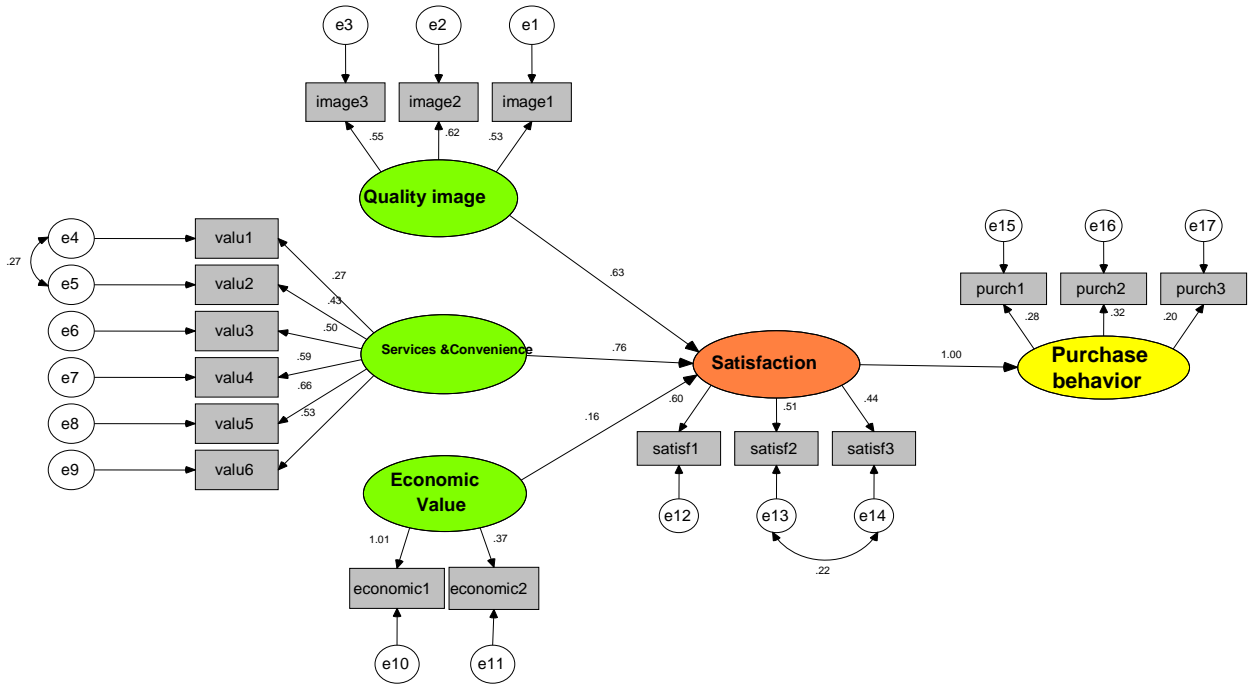 e3
e2
e1
image3
image2
image1
.55
.62
.53
Quality image
e4
e5
e6
e7
e8
e9
.27
valu1
valu2
valu3
valu4
valu5
valu6
.27
.43
.50
.59
.66
.53
Services &Convenience
.63
.76
.16
Economic
Value
1.01
.37
economic1
economic2
e10
e11
Satisfaction
.60
.51
.44
satisf1
satisf2
satisf3
e12
e13
e14
.22
1.00
e15
e16
e17
purch1
purch2
purch3
.28
.32
.20
Purchase
behavior